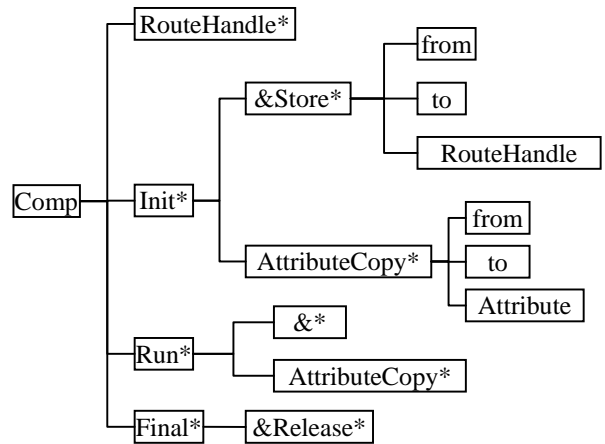 RouteHandle*
from
&Store*
to
RouteHandle
Comp
Init*
from
AttributeCopy*
to
Attribute
&*
Run*
AttributeCopy*
Final*
&Release*